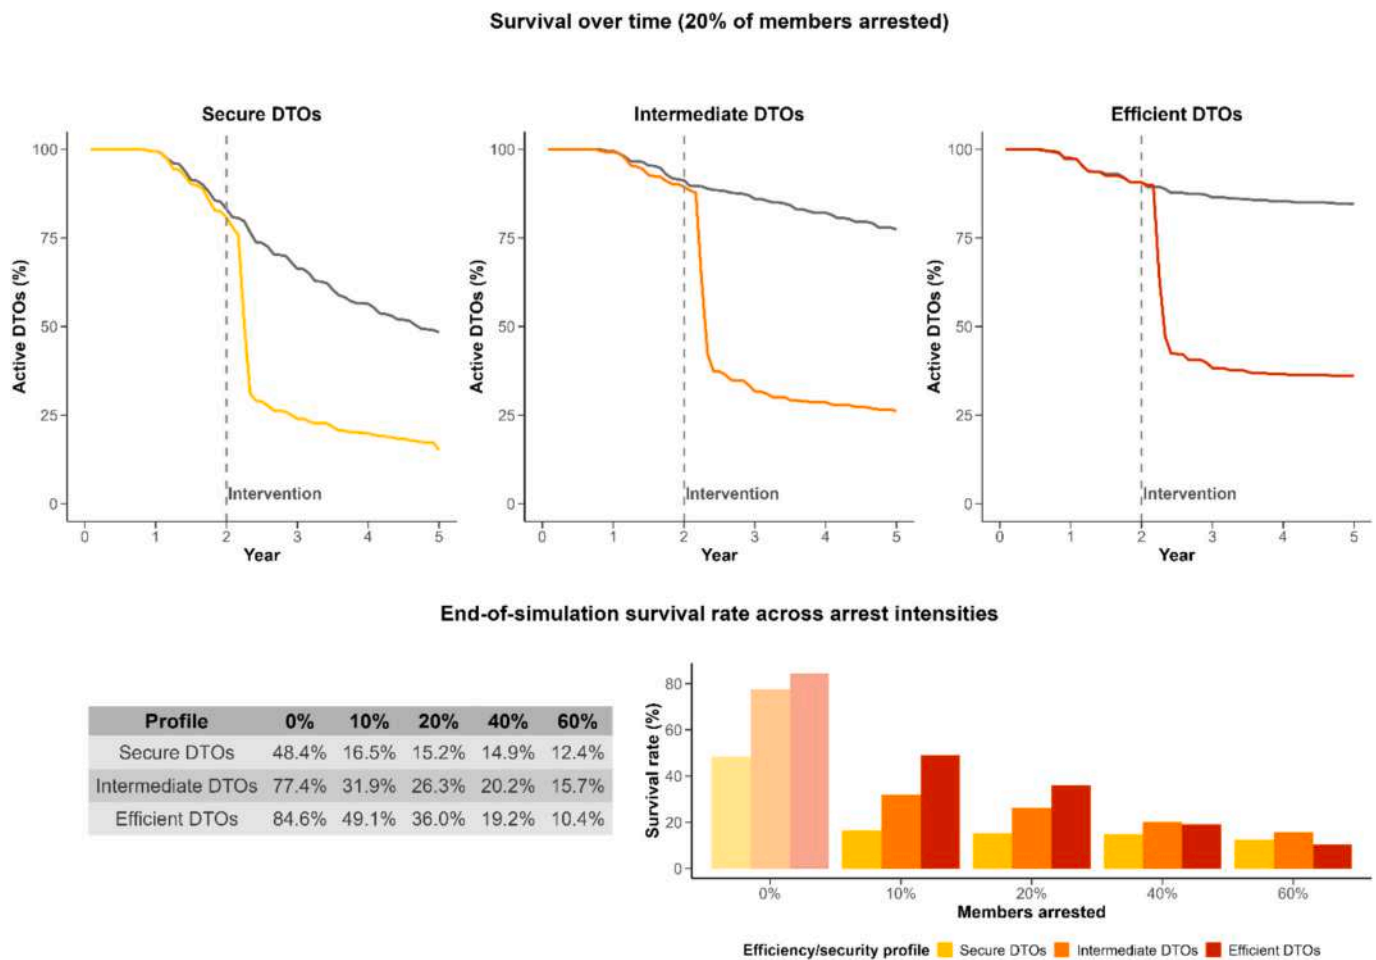 Survival over time (20% of members arrested)
Secure DTOs
Intermediate DTOs
Efficient DTOs
Active DTOs (%)
100
75
50
25
0
Intervention
0 1 2 3 4 5
Year
Active DTOs (%)
100
75
50
25
0
Intervention
0 1 2 3 4 5
Year
Active DTOs (%)
100
75
50
25
0
Intervention
0 1 2 3 4 5
Year
End-of-simulation survival rate across arrest intensities
Profile 0% 10% 20% 40% 60%
Secure DTOs 48.4% 16.5% 15.2% 14.9% 12.4%
Intermediate DTOs 77.4% 31.9% 26.3% 20.2% 15.7%
Efficient DTOs 84.6% 49.1% 36.0% 19.2% 10.4%
Survival rate (%)
80
60
40
20
0
0% 10% 20% 40% 60%
Members arrested
Efficiency/security profile Secure DTOs Intermediate DTOs Efficient DTOs